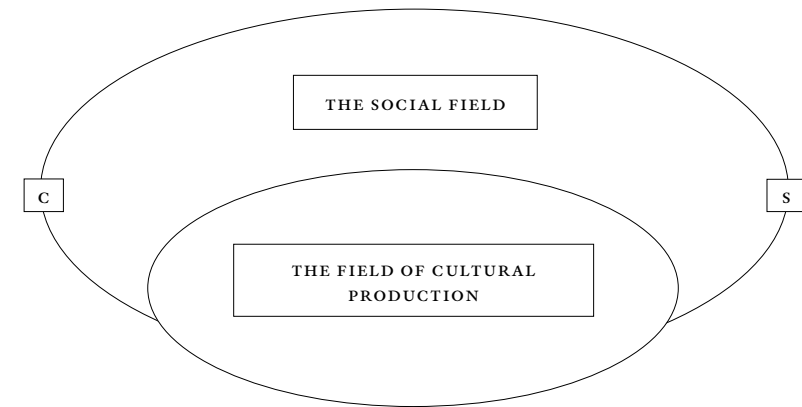 THE SOCIAL FIELD
C
S
THE FIELD OF CULTURAL
PRODUCTION